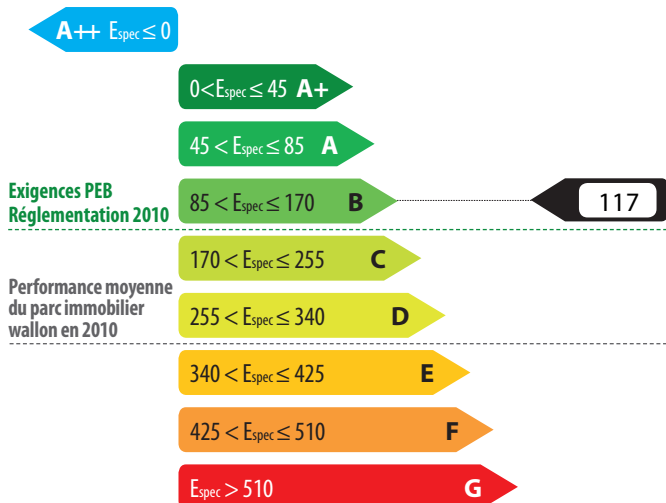 A++ Espec ≤ 0
0 < Espec ≤ 45 A+
45 < Espec ≤ 85 A
Exigences PEB
Réglementation 2010
85 < Espec ≤ 170 B
117
170 < Espec ≤ 255 C
Performance moyenne
du parc immobilier
wallon en 2010
255 < Espec ≤ 340 D
340 < Espec ≤ 425 E
425 < Espec ≤ 510 F
Espec > 510 G